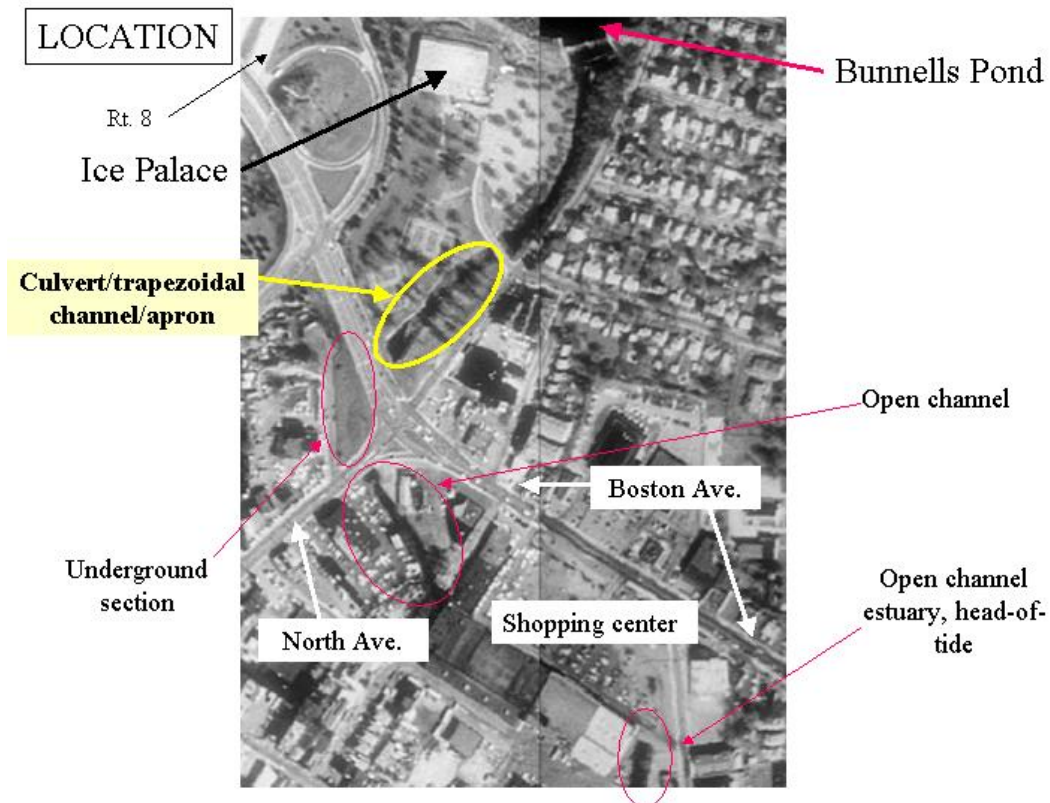 LOCATION
Bunnells Pond
Rt. 8
Ice Palace
Culvert/trapezoidal
channel/apron
Open channel
Boston Ave.
Underground
section
Open channel
estuary, head-of-
tide
Shopping center
North Ave.